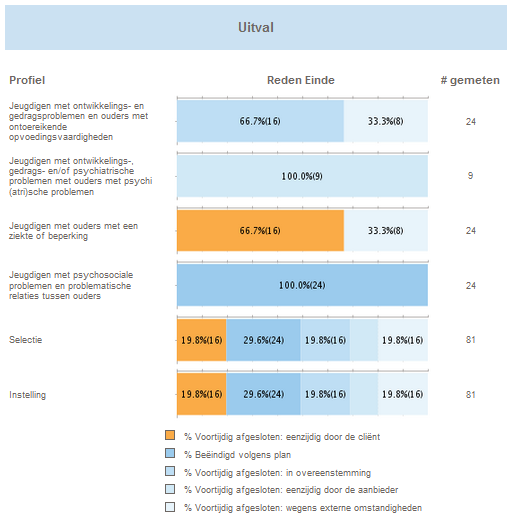 Uitval
Profiel
Reden Einde
# gemeten
Jeugdigen met ontwikkelings- en
gedragsproblemen en ouders met
ontoereikende
opvoedingsvaardigheden
66.7%(16)
33.3%(8)
24
Jeugdigen met ontwikkelings-,
gedrags- en/of psychiatrische
problemen met ouders met psychi
(atri)sche problemen
100.0%(9)
9
Jeugdigen met ouders met een
ziekte of beperking
66.7%(16)
33.3%(8)
24
Jeugdigen met psychosociale
problemen en problematische
relaties tussen ouders
100.0%(24)
24
Selectie
19.8%(16)
29.6%(24)
19.8%(16)
19.8%(16)
81
Instelling
19.8%(16)
29.6%(24)
19.8%(16)
19.8%(16)
81
% Voortijdig afgesloten: eenzijdig door de cliënt
% Beëindigd volgens plan
% Voortijdig afgesloten: in overeenstemming
% Voortijdig afgesloten: eenzijdig door de aanbieder
% Voortijdig afgesloten: wegens externe omstandigheden